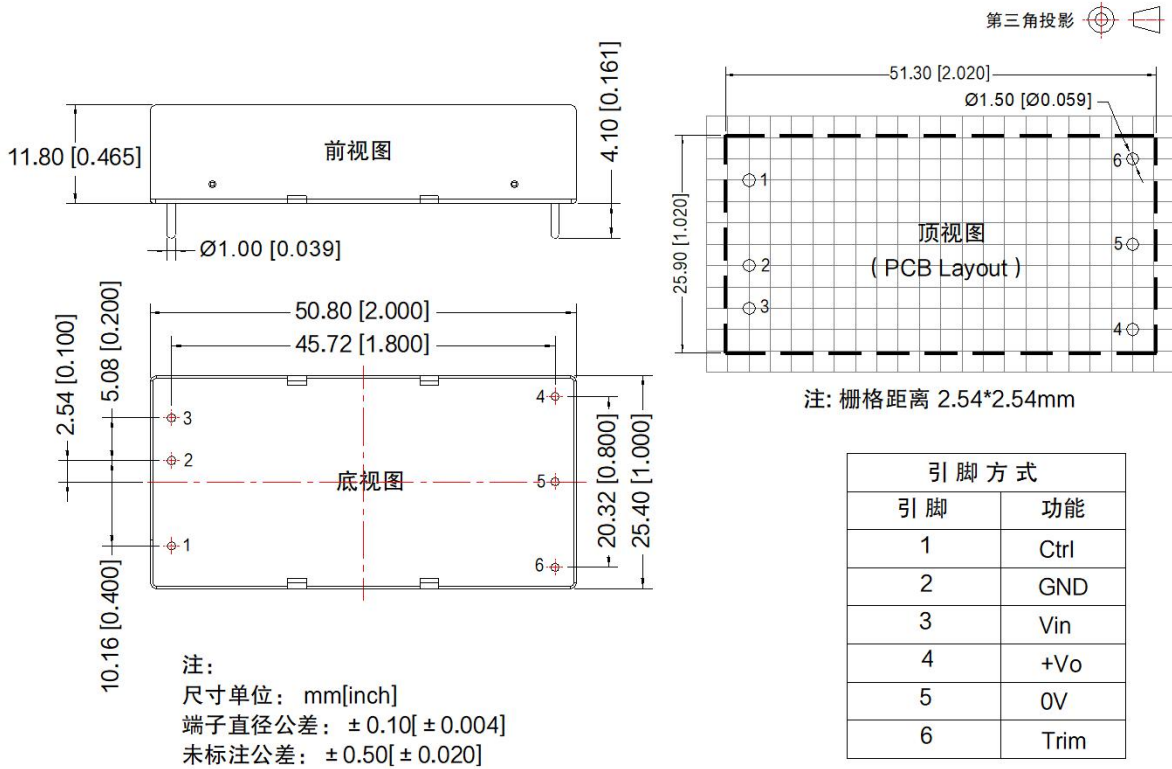 第三角投影
51.30 [2.020]
Ø1.50 [Ø0.059]
4.10 [0.161]
11.80 [0.465]
前视图
Ø1.00 [0.039]
25.90 [1.020]
1
2
3
6
5
4
顶视图
( PCB Layout )
注: 栅格距离 2.54*2.54mm
50.80 [2.000]
45.72 [1.800]
2.54 [0.100]
5.08 [0.200]
10.16 [0.400]
3
2
1
4
5
6
底视图
20.32 [0.800]
25.40 [1.000]
注:
尺寸单位: mm[inch]
端子直径公差: ±0.10[±0.004]
未标注公差: ±0.50[±0.020]
引脚方式
引脚 功能
1 Ctrl
2 GND
3 Vin
4 +Vo
5 0V
6 Trim